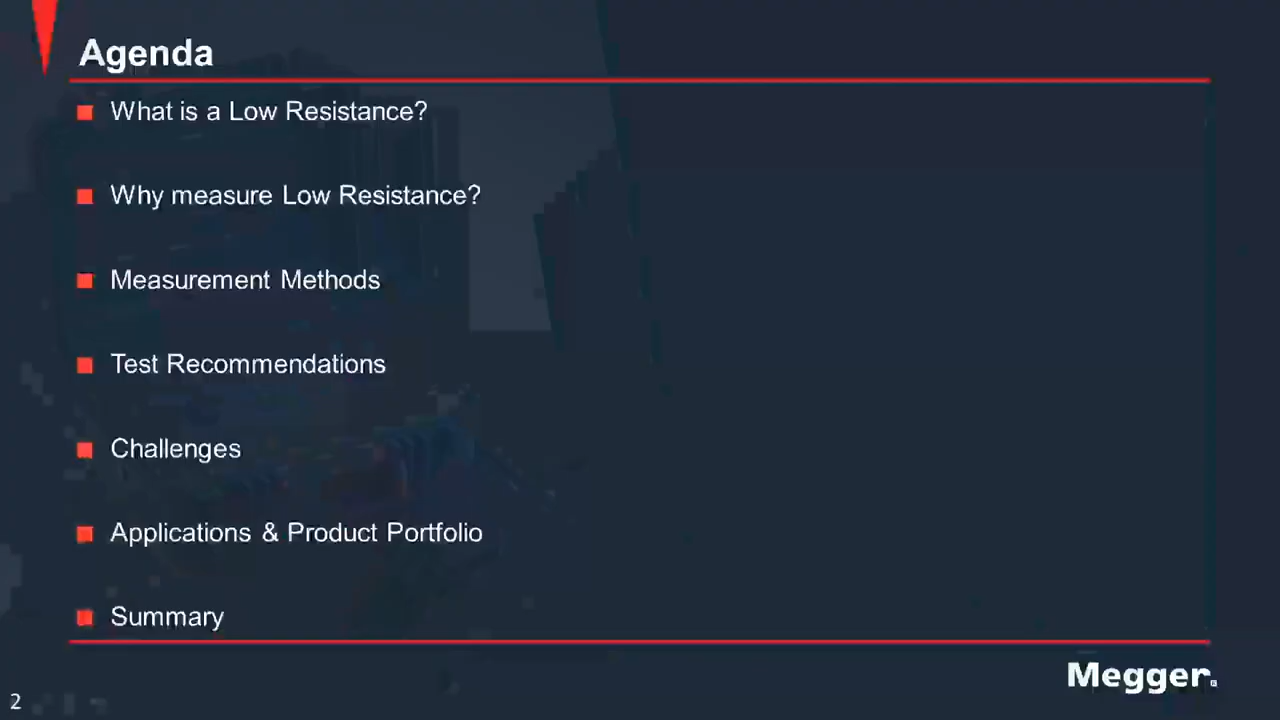 Agenda
What is a Low Resistance?
Why measure Low Resistance?
Measurement Methods
Test Recommendations
Challenges
Applications & Product Portfolio
Summary
Megger
2